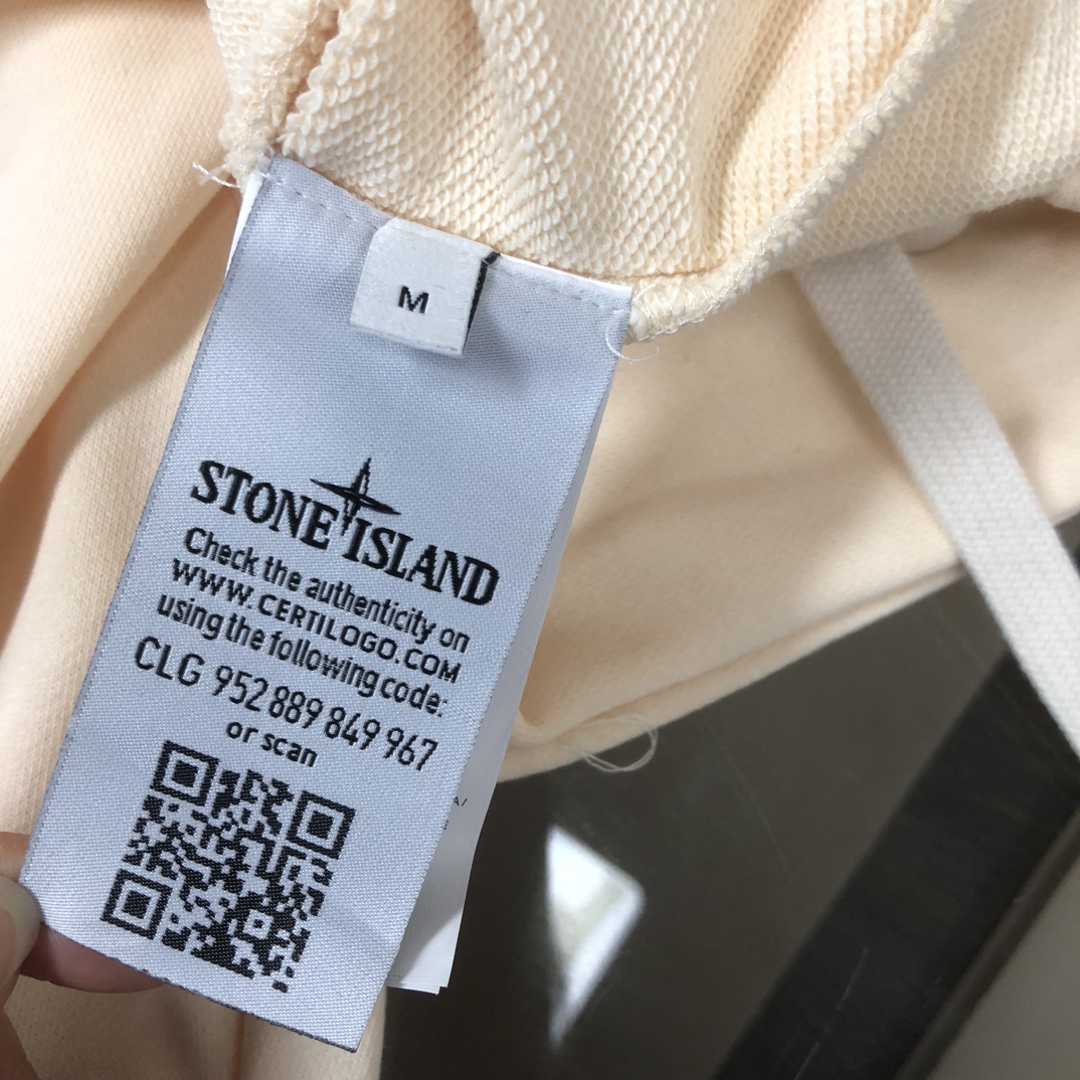 M
STONE ISLAND
Check the authenticity on
WWW.CERTILOGO.COM
using the following code:
CLG 952 889 849 967
or scan
A/